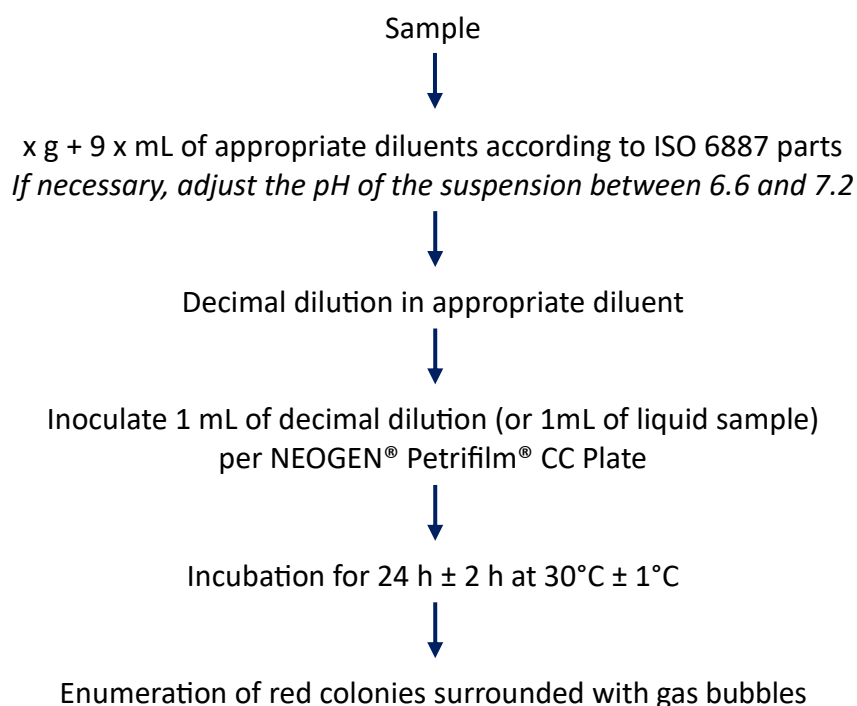 Sample
x g + 9 x mL of appropriate diluents according to ISO 6887 parts
If necessary, adjust the pH of the suspension between 6.6 and 7.2
Decimal dilution in appropriate diluent
Inoculate 1 mL of decimal dilution (or 1mL of liquid sample)
per NEOGEN® Petrifilm® CC Plate
Incubation for 24 h ± 2 h at 30°C ± 1°C
Enumeration of red colonies surrounded with gas bubbles